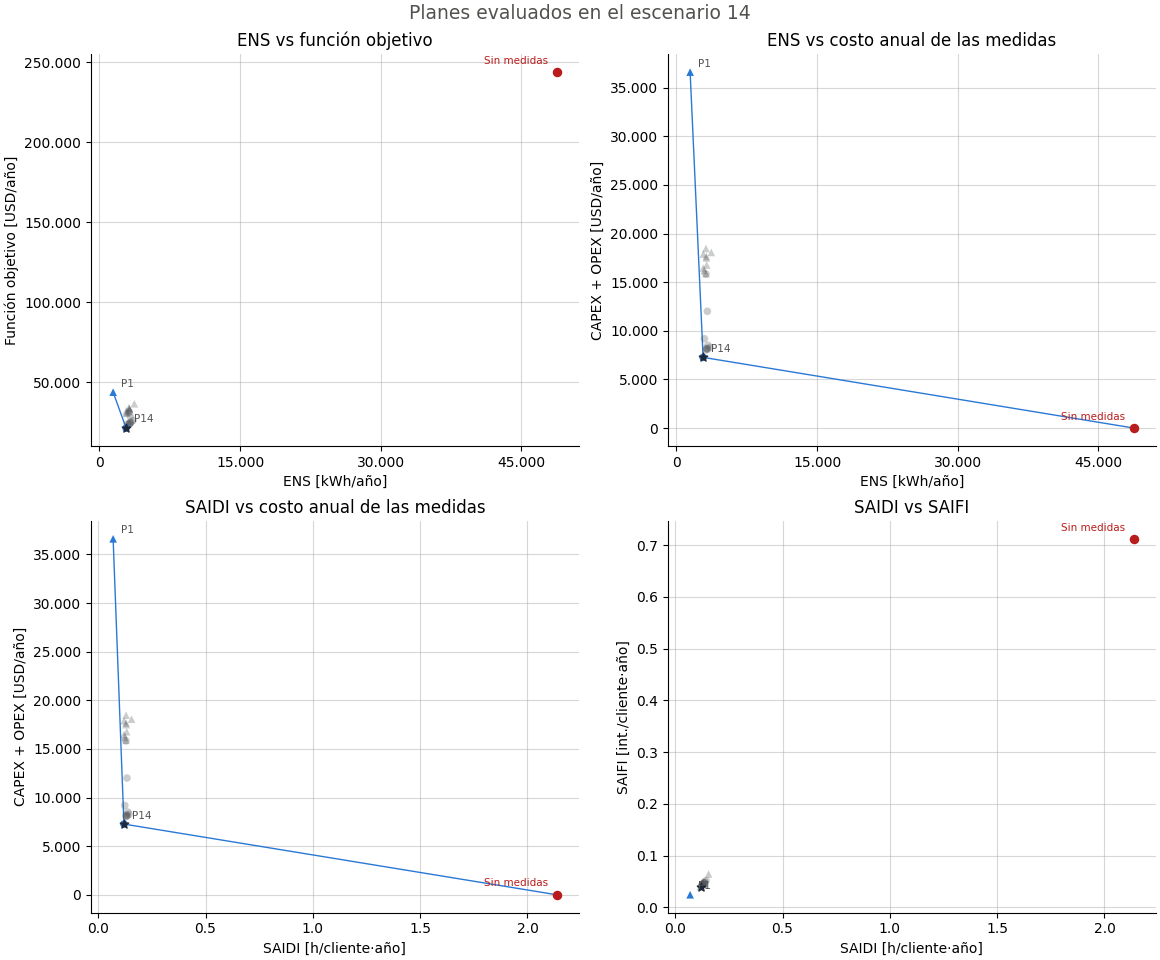 Planes evaluados en el escenario 14
ENS vs función objetivo
Función objetivo [USD/año]
250.000
200.000
150.000
100.000
50.000
Sin medidas
P1
P14
0
15.000
30.000
45.000
ENS [kWh/año]
ENS vs costo anual de las medidas
CAPEX + OPEX [USD/año]
35.000
30.000
25.000
20.000
15.000
10.000
5.000
0
P1
P14
Sin medidas
0
15.000
30.000
45.000
ENS [kWh/año]
SAIDI vs costo anual de las medidas
CAPEX + OPEX [USD/año]
35.000
30.000
25.000
20.000
15.000
10.000
5.000
0
P1
P14
Sin medidas
0.0
0.5
1.0
1.5
2.0
SAIDI [h/cliente·año]
SAIDI vs SAIFI
SAIFI [int./cliente·año]
0.7
0.6
0.5
0.4
0.3
0.2
0.1
0.0
Sin medidas
0.0
0.5
1.0
1.5
2.0
SAIDI [h/cliente·año]